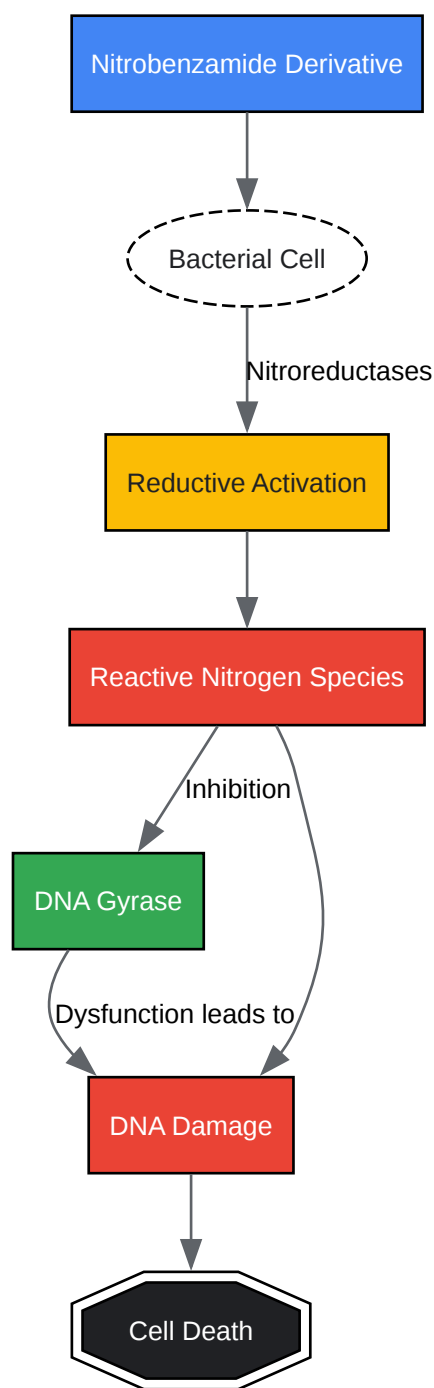 Nitrobenzamide Derivative
Bacterial Cell
Nitroreductases
Reductive Activation
Reactive Nitrogen Species
Inhibition
DNA Gyrase
Dysfunction leads to
DNA Damage
Cell Death